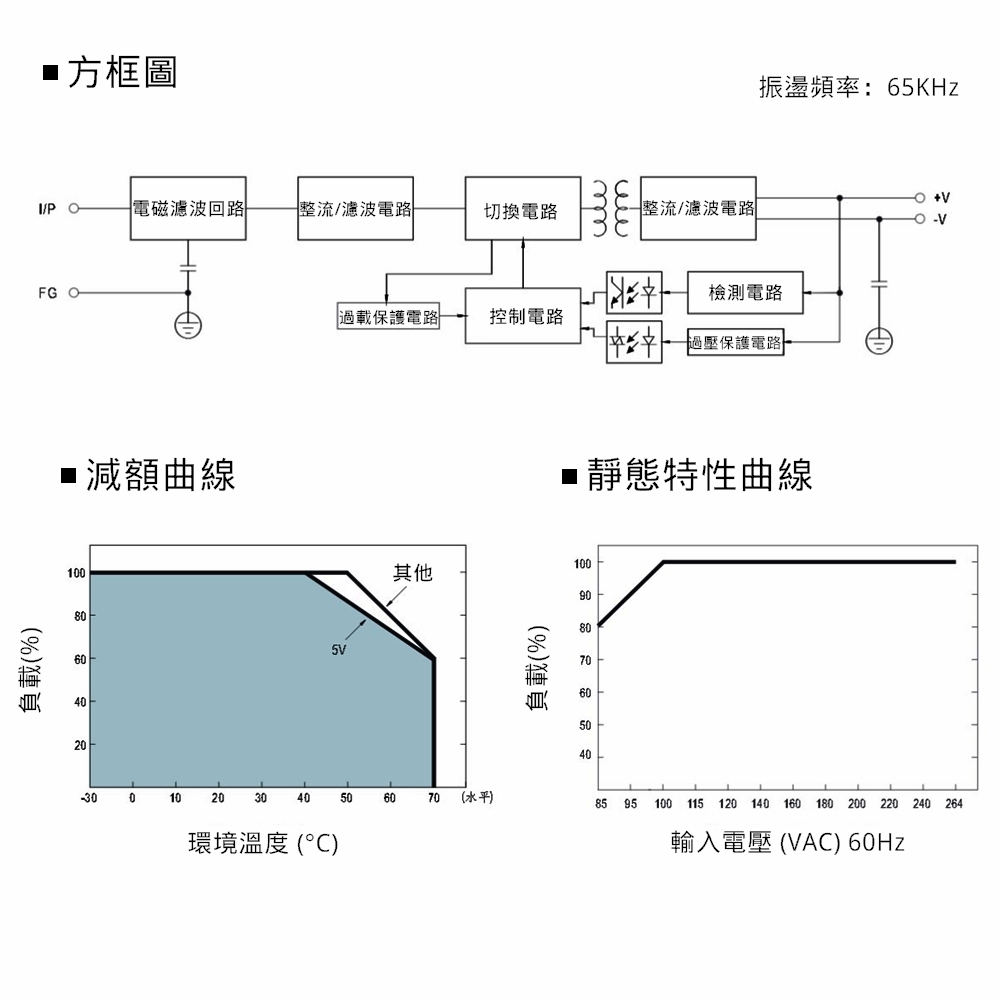 ■方框圖
振盪頻率：65KHz
I/P
電磁濾波回路
整流/濾波電路
切換電路
整流/濾波電路
+V
-V
FG
過載保護電路
控制電路
檢測電路
過壓保護電路
■減額曲線
100
80
60
40
20
負載(%)
其他
5V
-30 0 10 20 30 40 50 60 70 (水平)
環境溫度 (°C)
■靜態特性曲線
100
90
80
70
60
50
40
負載(%)
85 95 100 115 120 140 160 180 200 220 240 264
輸入電壓 (VAC) 60Hz